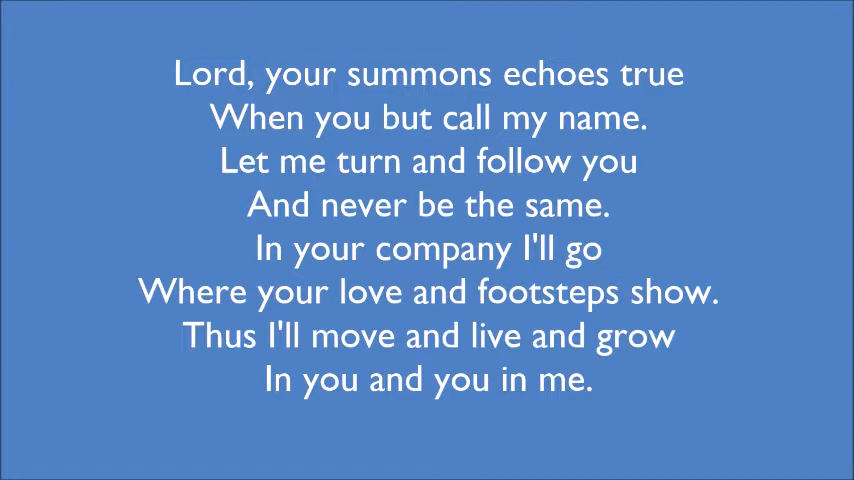 Lord, your summons echoes true
When you but call my name.
Let me turn and follow you
And never be the same.
In your company I'll go
Where your love and footsteps show.
Thus I'll move and live and grow
In you and you in me.